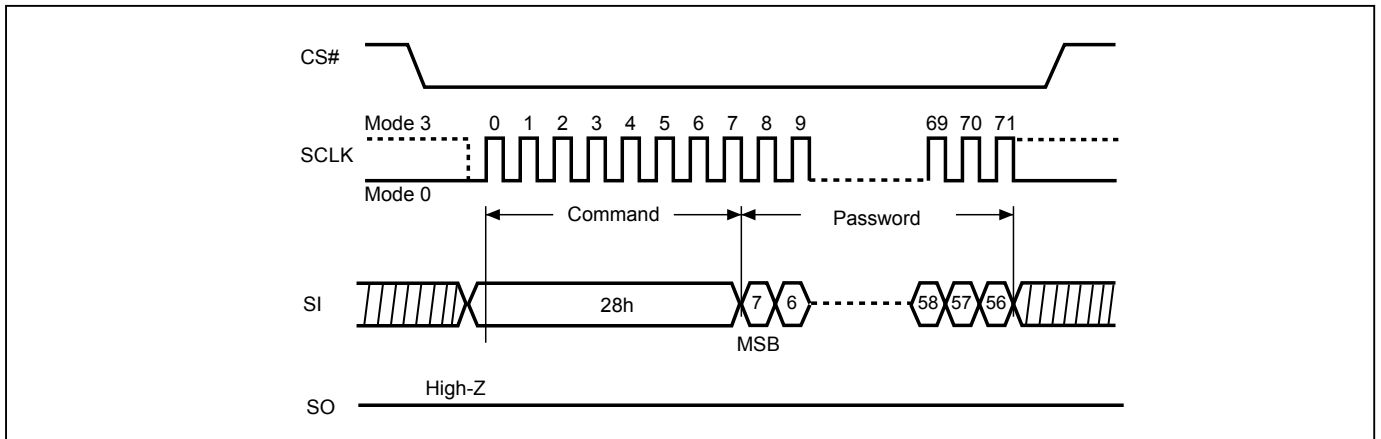 CS#
Mode 3 0 1 2 3 4 5 6 7 8 9 69 70 71
SCLK
Mode 0
Command Password
SI 28h 7 6 58 57 56
MSB
High-Z
SO